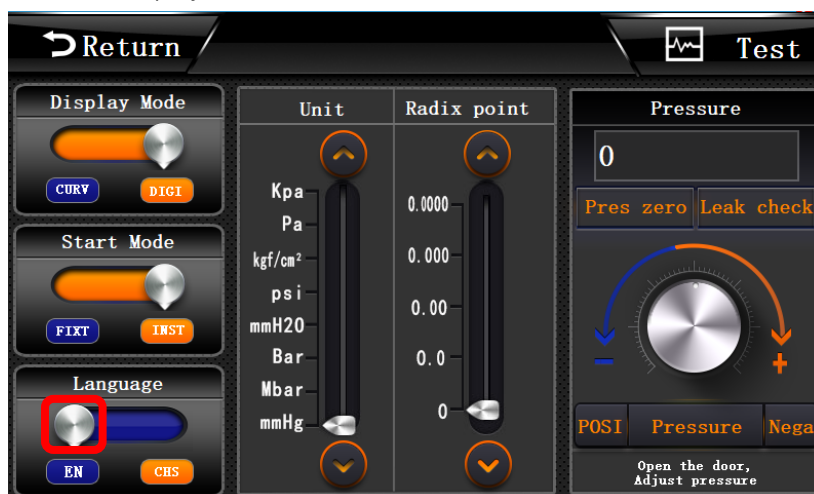 Return
Test
Display Mode
CURV DIGI
Start Mode
FIXT INST
Language
EN CHS
Unit
Kpa
Pa
kgf/cm²
psi
mmH20
Bar
Mbar
mmHg
Radix point
0.0000
0.000
0.00
0.0
0
Pressure
0
Pres zero Leak check
− +
POSI Pressure Nega
Open the door,
Adjust pressure